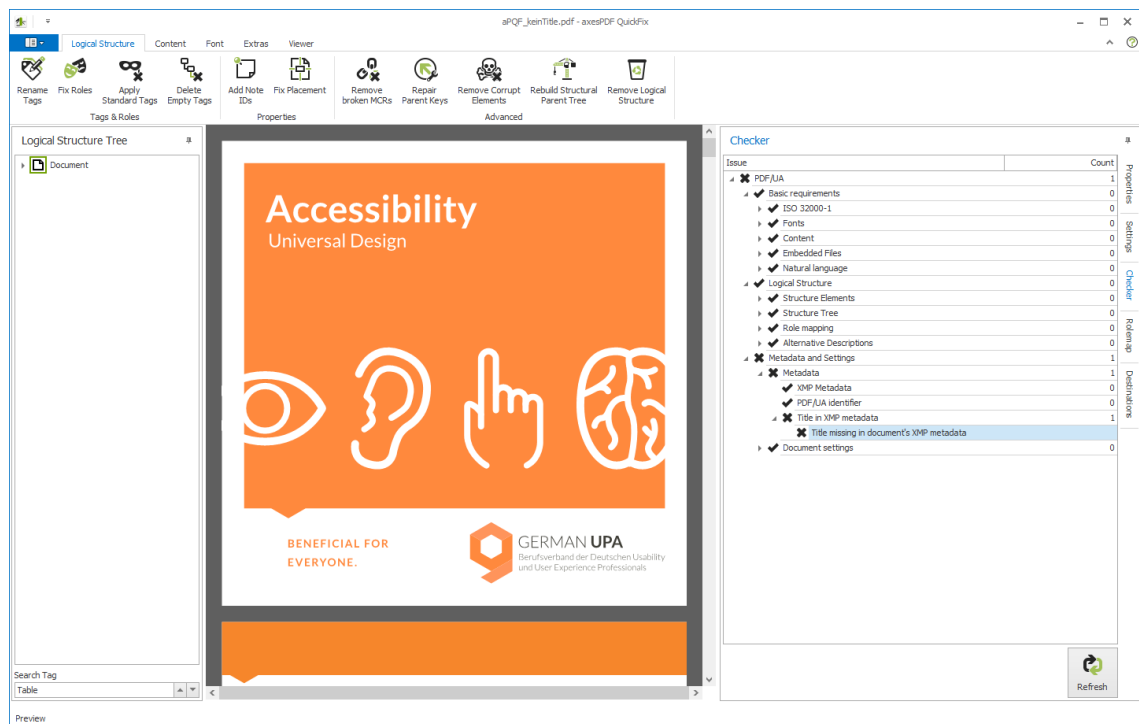 aPQF_keinTitle.pdf - axesPDF QuickFix
Logical Structure Content Font Extras Viewer
Rename Tags
Fix Roles
Apply Standard Tags
Delete Empty Tags
Add Note IDs
Fix Placement
Remove broken MCRs
Repair Parent Keys
Remove Corrupt Elements
Rebuild Structural Parent Tree
Remove Logical Structure
Tags & Roles
Properties
Advanced
Logical Structure Tree
Document
Search Tag
Table
Preview
Accessibility
Universal Design
BENEFICIAL FOR
EVERYONE.
GERMAN UPA
Berufsverband der Deutschen Usability
und User Experience Professionals
Checker
Issue Count
PDF/UA 1
Basic requirements 0
ISO 32000-1 0
Fonts 0
Content 0
Embedded Files 0
Natural language 0
Logical Structure 0
Structure Elements 0
Structure Tree 0
Role mapping 0
Alternative Descriptions 0
Metadata and Settings 1
Metadata 1
XMP Metadata 0
PDF/UA identifier 0
Title in XMP metadata 1
Title missing in document's XMP metadata
Document settings 0
Refresh
Properties
Settings
Checker
Rolemap
Destinations